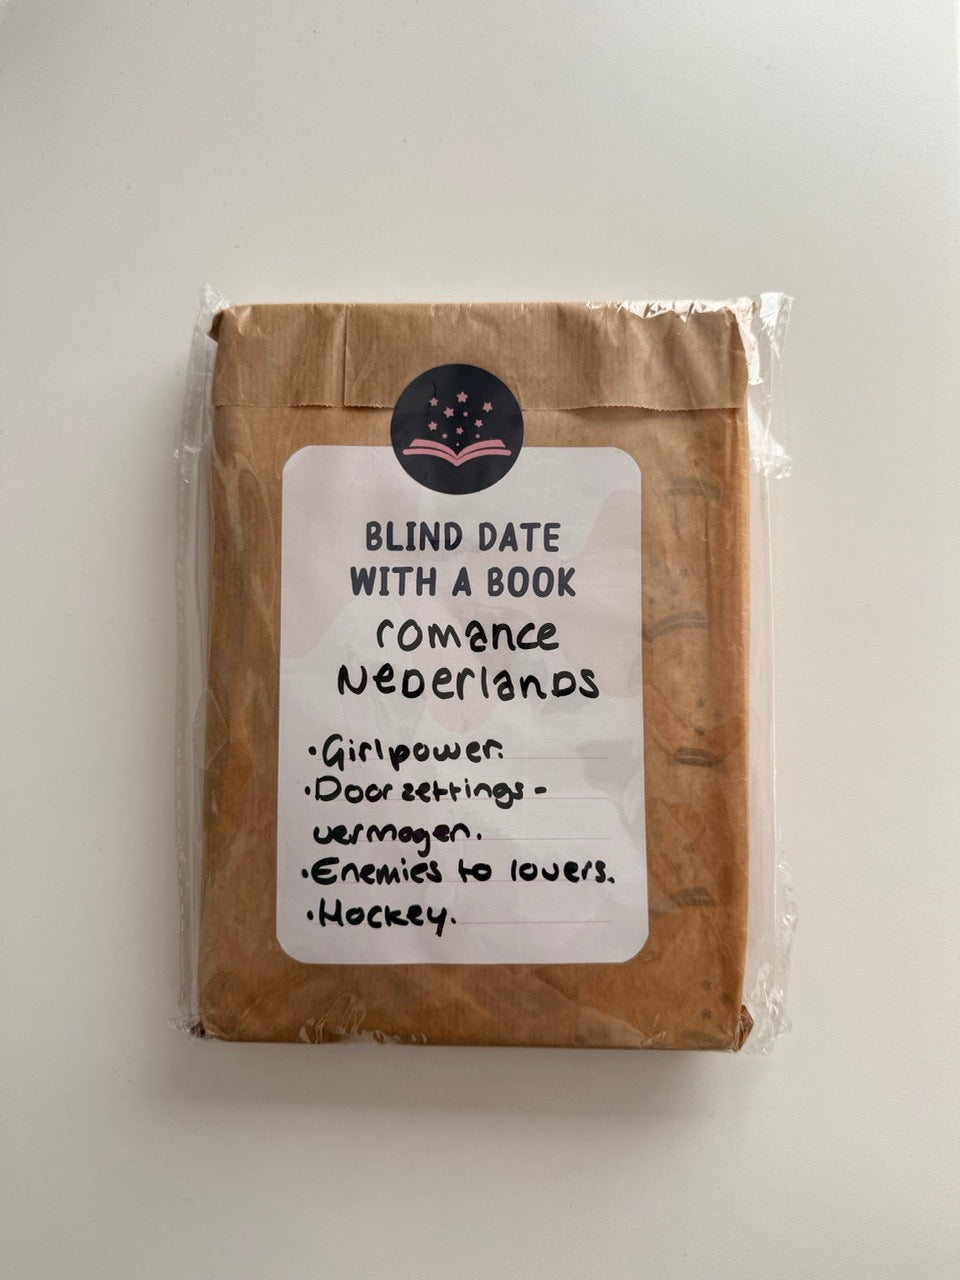 BLIND DATE
WITH A BOOK
romance
Nederlands
• Girlpower.
• Doorzettings-
vermogen.
• Enemies to lovers.
• Hockey.